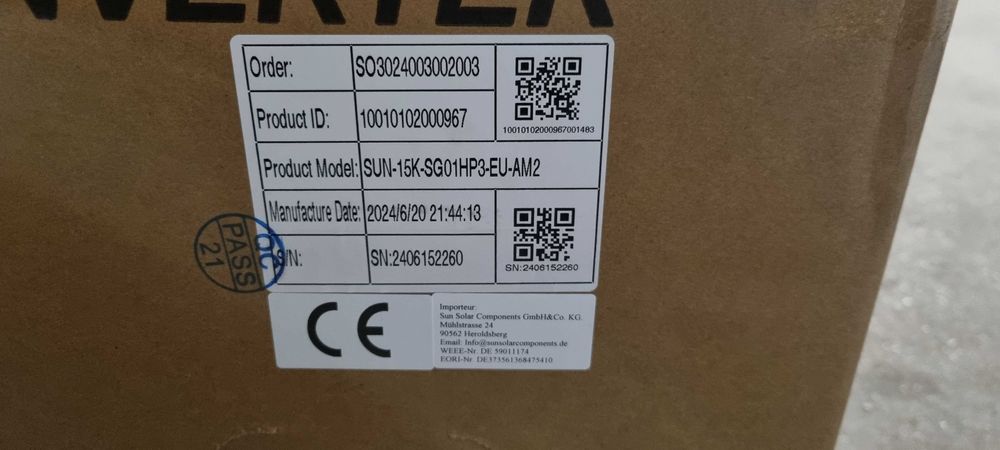 INVERTER
Order: SO3024003002003
Product ID: 10010102000967
10010102000967001483
Product Model: SUN-15K-SG01HP3-EU-AM2
Manufacture Date: 2024/6/20 21:44:13
S/N: SN:2406152260
SN:2406152260
QC
PASS
21
CE
Importeur:
Sun Solar Components GmbH&Co. KG.
Mühlstrasse 24
90562 Heroldsberg
Email: Info@sunsolarcomponents.de
WEEE-Nr. DE 59011174
EORI-Nr. DE373561368475410